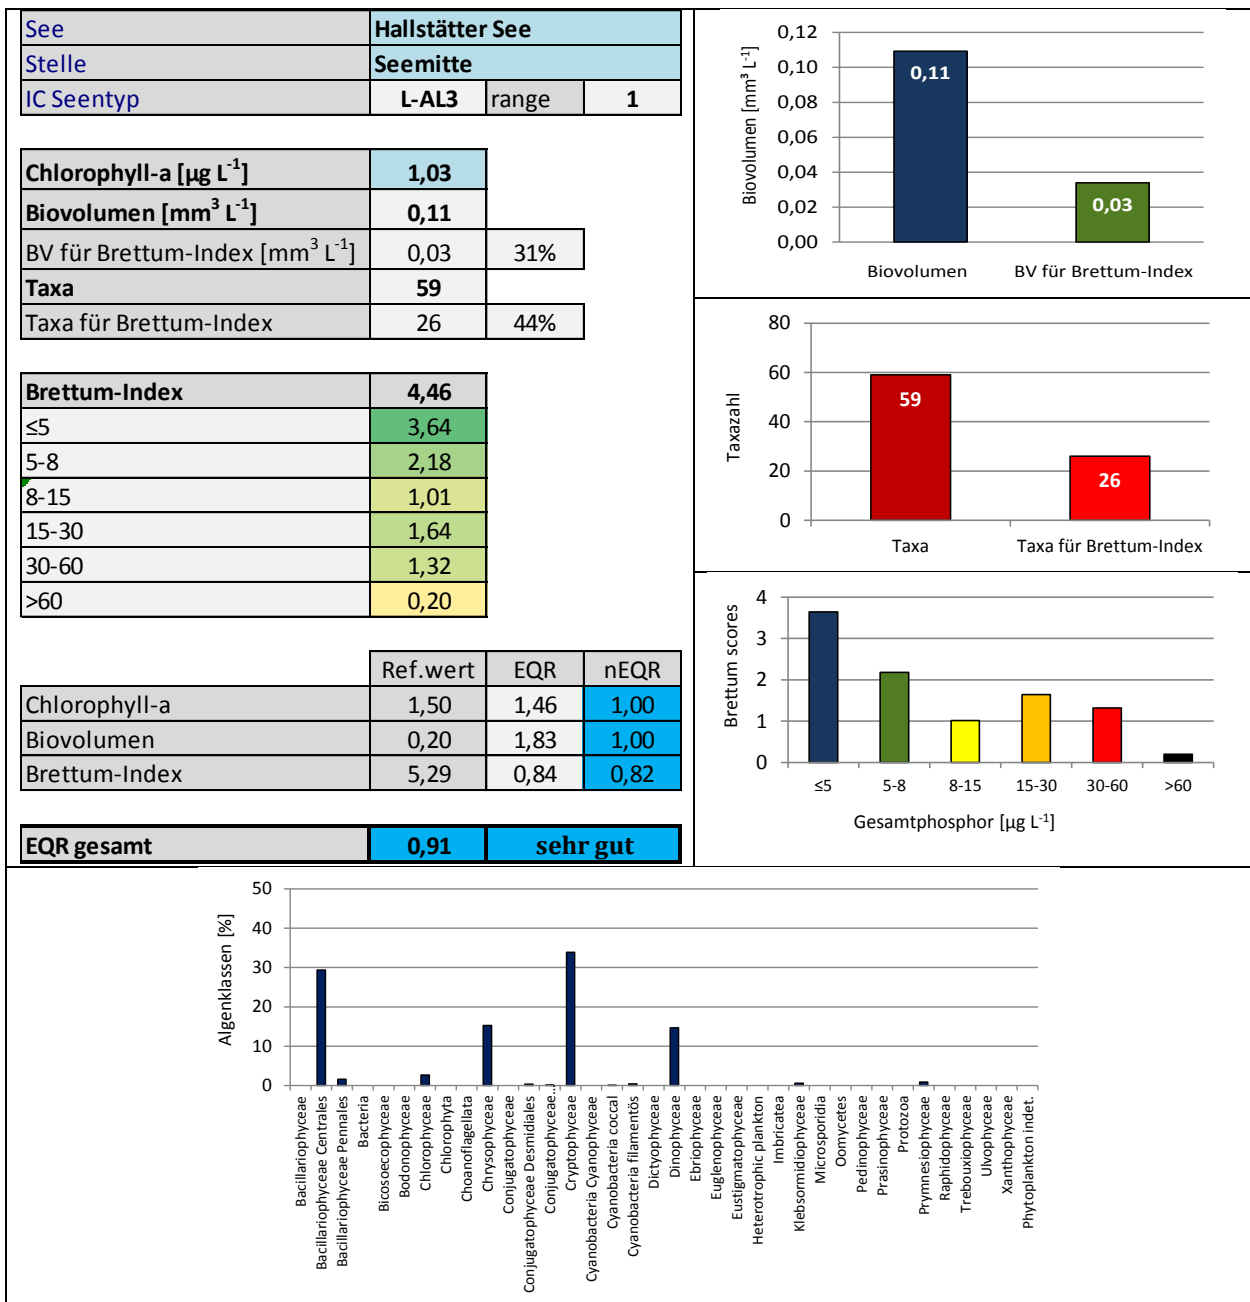 See Hallstätter See
Stelle Seemitte
IC Seentyp L-AL3 range 1
Chlorophyll-a [µg L⁻¹] 1,03
Biovolumen [mm³ L⁻¹] 0,11
BV für Brettum-Index [mm³ L⁻¹] 0,03 31%
Taxa 59
Taxa für Brettum-Index 26 44%
Brettum-Index 4,46
≤5 3,64
5-8 2,18
8-15 1,01
15-30 1,64
30-60 1,32
>60 0,20
Ref.wert EQR nEQR
Chlorophyll-a 1,50 1,46 1,00
Biovolumen 0,20 1,83 1,00
Brettum-Index 5,29 0,84 0,82
EQR gesamt 0,91 sehr gut
Biovolumen [mm³ L⁻¹]
0,12
0,10
0,08
0,06
0,04
0,02
0,00
0,11
0,03
Biovolumen BV für Brettum-Index
Taxazahl
80
60
40
20
0
59
26
Taxa Taxa für Brettum-Index
Brettum scores
4
3
2
1
0
≤5 5-8 8-15 15-30 30-60 >60
Gesamtphosphor [µg L⁻¹]
Algenklassen [%]
50
40
30
20
10
0
Bacillariophyceae
Bacillariophyceae Centrales
Bacillariophyceae Pennales
Bacteria
Bicosoecophyceae
Bodonophyceae
Chlorophyceae
Chlorophyta
Choanoflagellata
Chrysophyceae
Conjugatophyceae
Conjugatophyceae Desmidiales
Conjugatophyceae...
Cryptophyceae
Cyanobacteria Cyanophyceae
Cyanobacteria coccal
Cyanobacteria filamentös
Dictyophyceae
Dinophyceae
Ebriophyceae
Euglenophyceae
Eustigmatophyceae
Heterotrophic plankton
Imbricatea
Klebsormidiophyceae
Microsporidia
Oomycetes
Pedinophyceae
Prasinophyceae
Protozoa
Prymnesiophyceae
Raphidophyceae
Trebouxiophyceae
Ulvophyceae
Xanthophyceae
Phytoplankton indet.